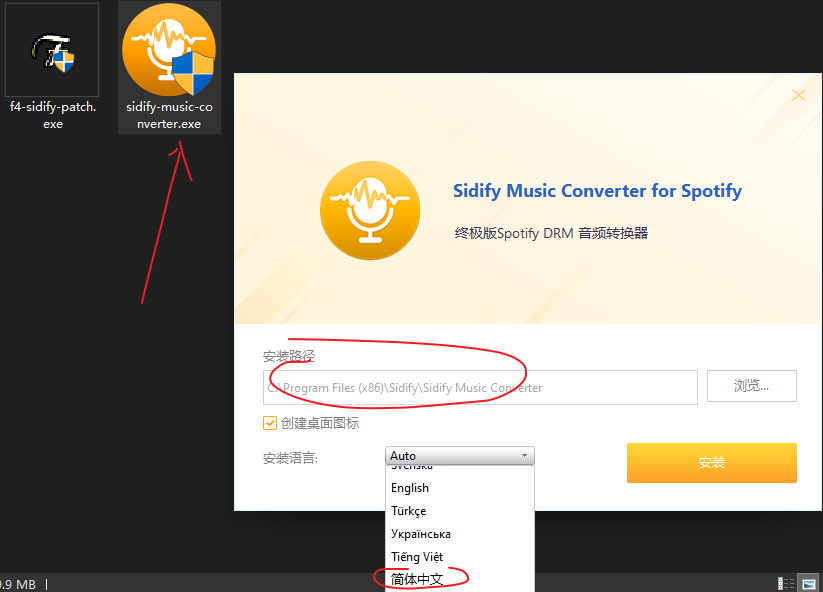 f4-sidify-patch.
exe
sidify-music-co
nverter.exe
Sidify Music Converter for Spotify
终极版Spotify DRM 音频转换器
安装路径
C:\Program Files (x86)\Sidify\Sidify Music Converter
浏览...
创建桌面图标
安装语言:
Auto
安装
Svenska
English
Türkçe
Українська
Tiếng Việt
简体中文
9.9 MB